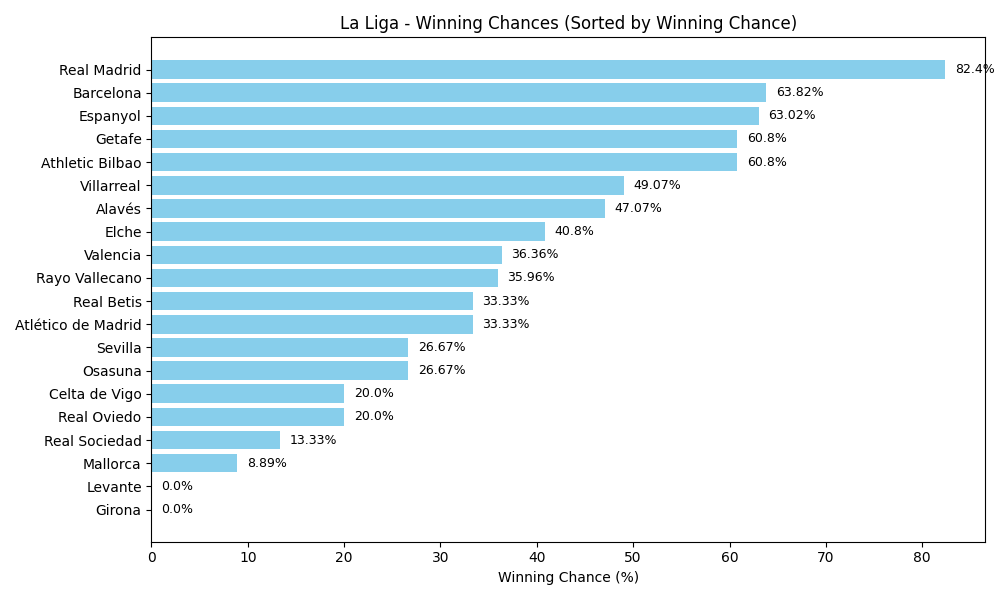 La Liga - Winning Chances (Sorted by Winning Chance)
Real Madrid 82.4%
Barcelona 63.82%
Espanyol 63.02%
Getafe 60.8%
Athletic Bilbao 60.8%
Villarreal 49.07%
Alavés 47.07%
Elche 40.8%
Valencia 36.36%
Rayo Vallecano 35.96%
Real Betis 33.33%
Atlético de Madrid 33.33%
Sevilla 26.67%
Osasuna 26.67%
Celta de Vigo 20.0%
Real Oviedo 20.0%
Real Sociedad 13.33%
Mallorca 8.89%
Levante 0.0%
Girona 0.0%
0 10 20 30 40 50 60 70 80
Winning Chance (%)